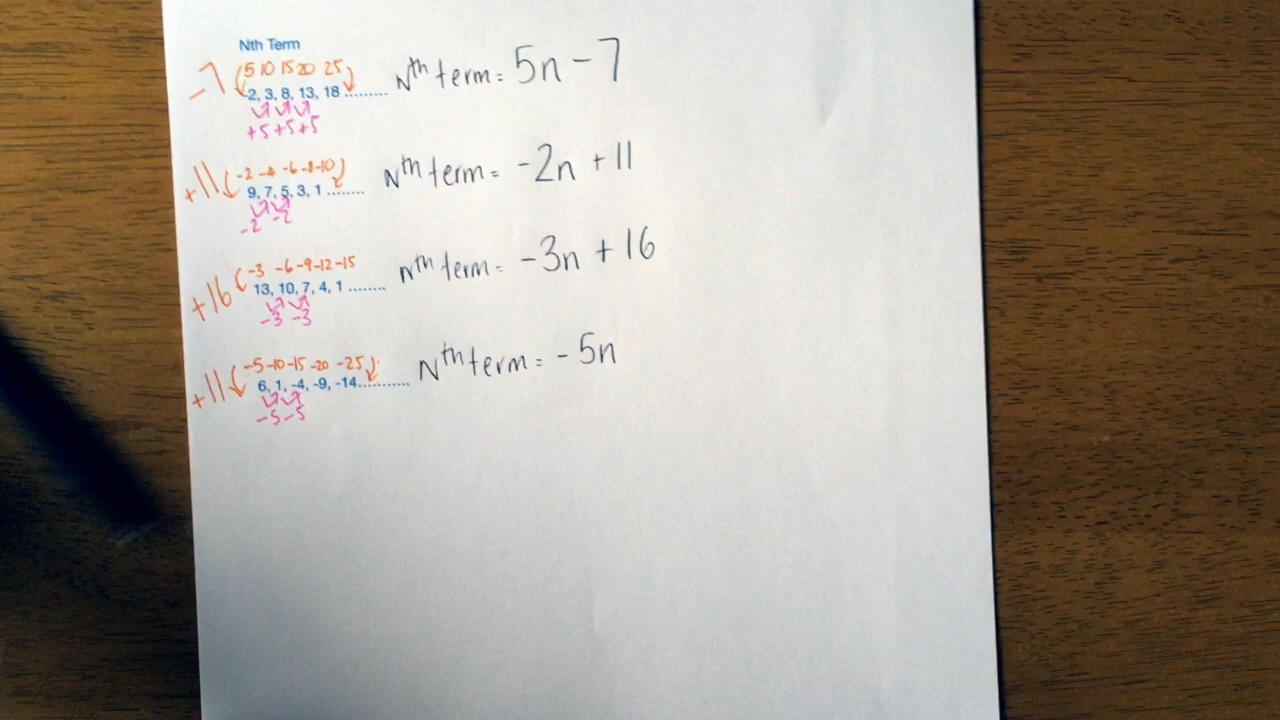 Nth Term
-7 (5 10 15 20 25) Nth term = 5n - 7
-2, 3, 8, 13, 18 .........
+5 +5 +5
+11 (-2 -4 -6 -8 -10) Nth term = -2n + 11
9, 7, 5, 3, 1 ........
-2 -2
+16 ( -3 -6 -9 -12 -15 Nth term = -3n + 16
13, 10, 7, 4, 1 ........
-3 -3
+11 (-5 -10 -15 -20 -25) Nth term = -5n
6, 1, -4, -9, -14...........
-5 -5